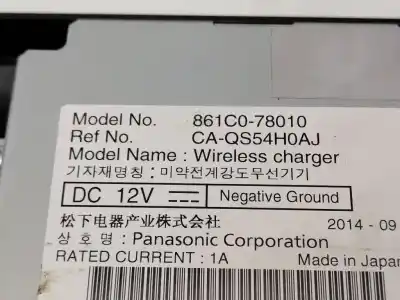 Model No. 861C0-78010
Ref No. CA-QS54H0AJ
Model Name : Wireless charger
기자재명칭 : 미약전계강도무선기기
DC 12V Negative Ground
松下电器产业株式会社 2014 - 09
상 호 명 : Panasonic Corporation
RATED CURRENT : 1A Made in Japan